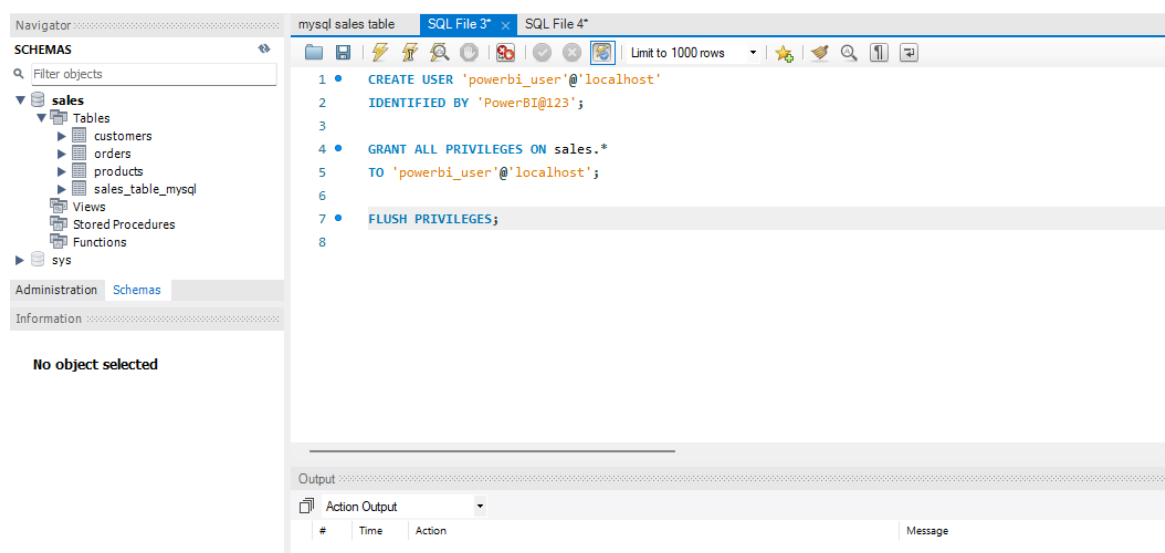 Navigator
SCHEMAS
Filter objects
sales
Tables
customers
orders
products
sales_table_mysql
Views
Stored Procedures
Functions
sys
Administration Schemas
Information
No object selected
mysql sales table SQL File 3* × SQL File 4*
Limit to 1000 rows
1 CREATE USER 'powerbi_user'@'localhost'
2 IDENTIFIED BY 'PowerBI@123';
3
4 GRANT ALL PRIVILEGES ON sales.*
5 TO 'powerbi_user'@'localhost';
6
7 FLUSH PRIVILEGES;
8
Output
Action Output
# Time Action Message